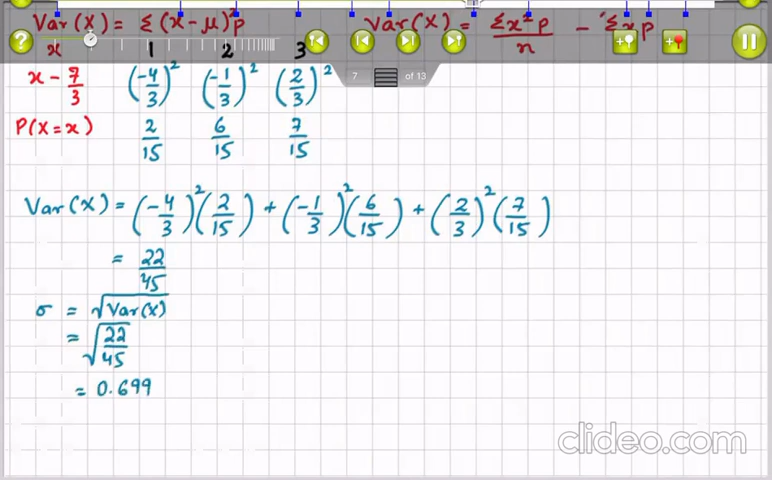 Var(X) = Σ(x-μ)²p Var(X) = Σx²p/n - Σxp
x 1 2 3
7 of 13
x - 7/3 (-4/3)² (-1/3)² (2/3)²
P(X=x) 2/15 6/15 7/15
Var(X) = (-4/3)²(2/15) + (-1/3)²(6/15) + (2/3)²(7/15)
= 22/45
σ = √Var(X)
= √22/45
= 0.699
clideo.com